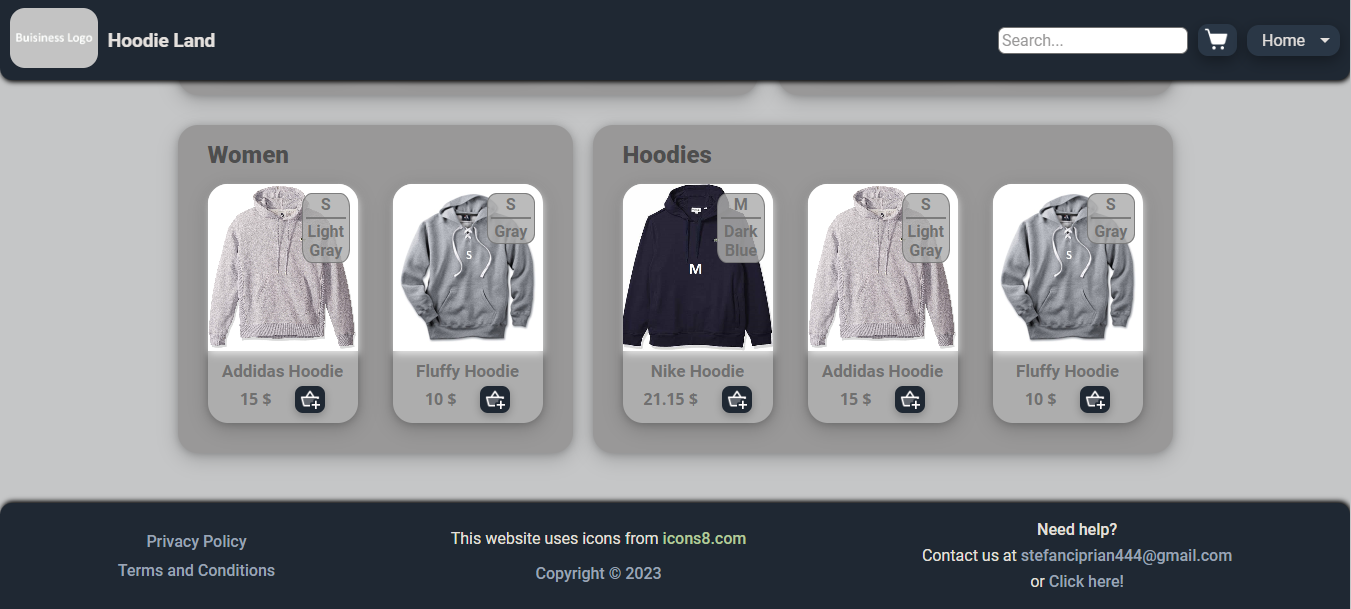 Buisiness Logo
Hoodie Land
Search...
Home
Women
S
Light
Gray
Addidas Hoodie
15 $
S
Gray
S
Fluffy Hoodie
10 $
Hoodies
M
Dark
Blue
M
Nike Hoodie
21.15 $
S
Light
Gray
Addidas Hoodie
15 $
S
Gray
S
Fluffy Hoodie
10 $
Privacy Policy
Terms and Conditions
This website uses icons from icons8.com
Copyright © 2023
Need help?
Contact us at stefanciprian444@gmail.com
or Click here!